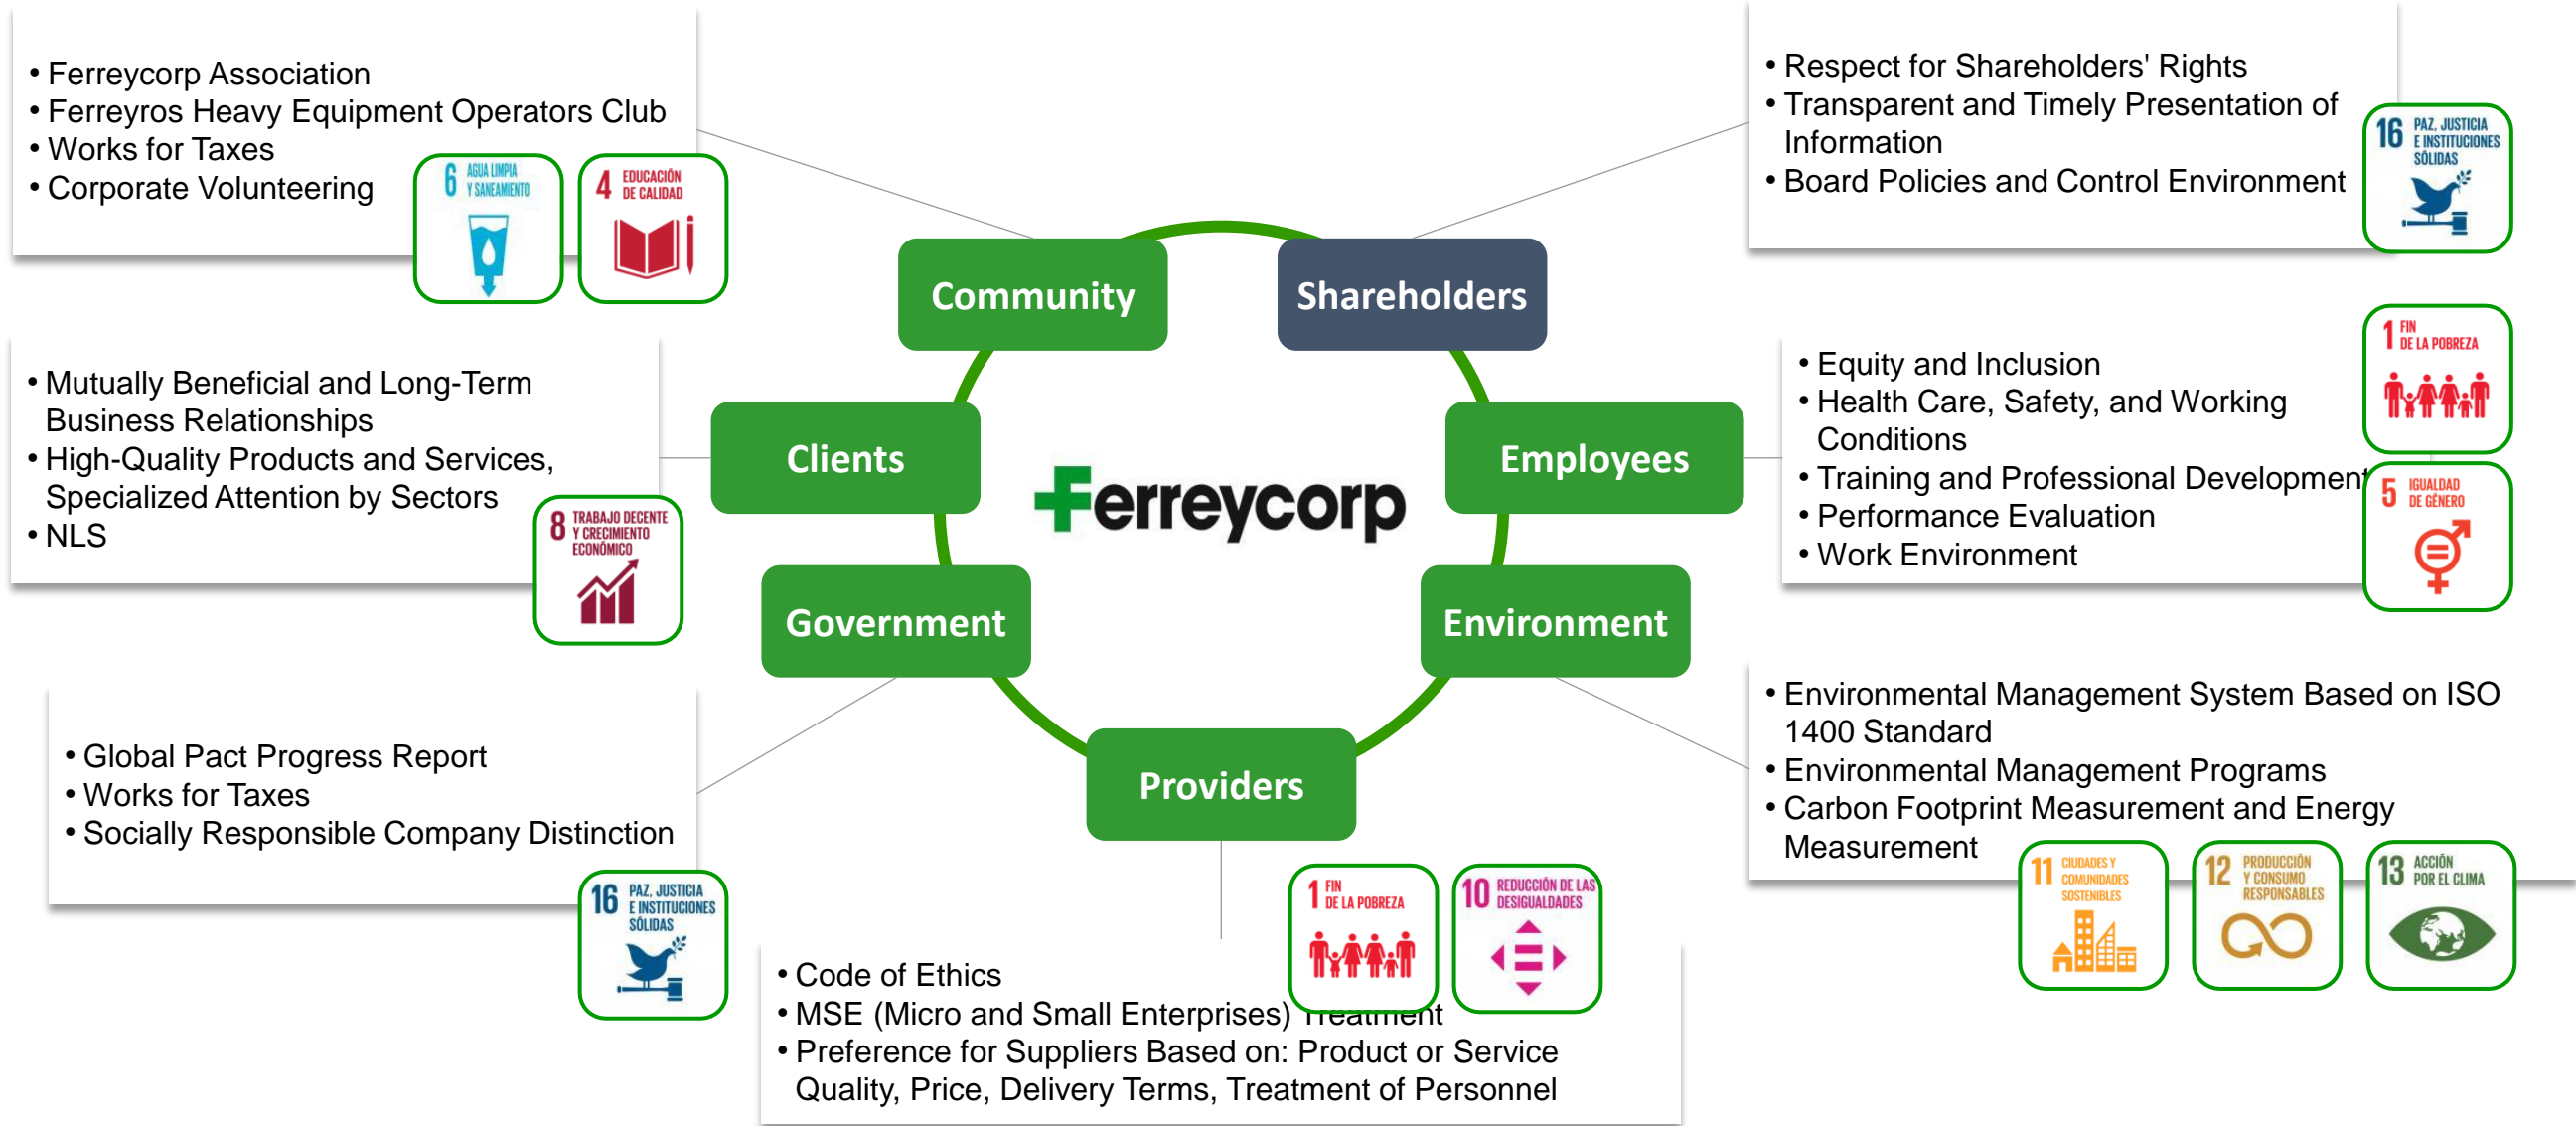 • Ferreycorp Association
• Ferreyros Heavy Equipment Operators Club
• Works for Taxes
• Corporate Volunteering
6 AGUA LIMPIA
Y SANEAMIENTO
4 EDUCACIÓN
DE CALIDAD
• Respect for Shareholders' Rights
• Transparent and Timely Presentation of
Information
• Board Policies and Control Environment
16 PAZ, JUSTICIA
E INSTITUCIONES
SÓLIDAS
Community
Shareholders
• Mutually Beneficial and Long-Term
Business Relationships
• High-Quality Products and Services,
Specialized Attention by Sectors
• NLS
8 TRABAJO DECENTE
Y CRECIMIENTO
ECONÓMICO
Clients
Ferreycorp
Employees
• Equity and Inclusion
• Health Care, Safety, and Working
Conditions
• Training and Professional Development
• Performance Evaluation
• Work Environment
1 FIN
DE LA POBREZA
5 IGUALDAD
DE GÉNERO
Government
Environment
• Global Pact Progress Report
• Works for Taxes
• Socially Responsible Company Distinction
16 PAZ, JUSTICIA
E INSTITUCIONES
SÓLIDAS
Providers
• Environmental Management System Based on ISO
1400 Standard
• Environmental Management Programs
• Carbon Footprint Measurement and Energy
Measurement
11 CIUDADES Y
COMUNIDADES
SOSTENIBLES
12 PRODUCCIÓN
Y CONSUMO
RESPONSABLES
13 ACCIÓN
POR EL CLIMA
1 FIN
DE LA POBREZA
10 REDUCCIÓN DE LAS
DESIGUALDADES
• Code of Ethics
• MSE (Micro and Small Enterprises) Treatment
• Preference for Suppliers Based on: Product or Service
Quality, Price, Delivery Terms, Treatment of Personnel